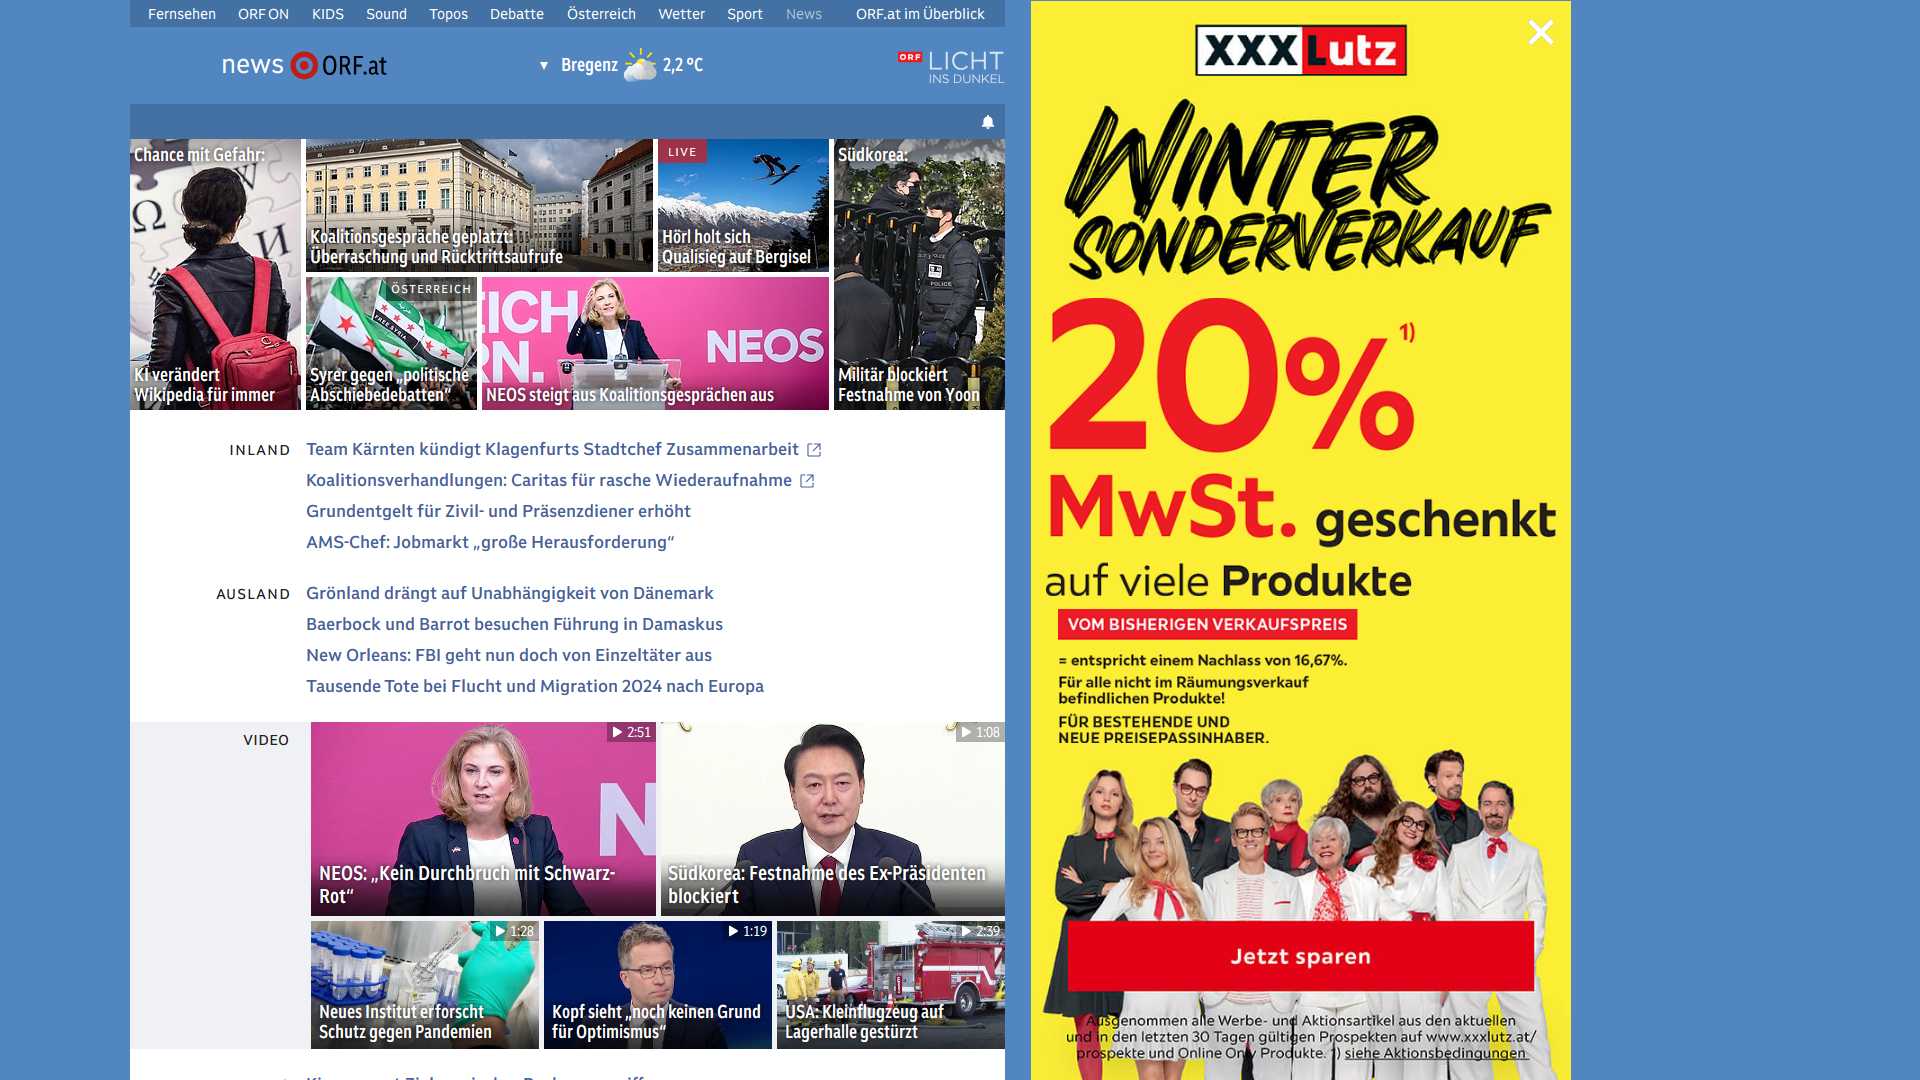 Fernsehen ORF ON KIDS Sound Topos Debatte Österreich Wetter Sport News ORF.at im Überblick
news ORF.at
▼ Bregenz 2,2 °C
ORF LICHT
INS DUNKEL
Chance mit Gefahr:
KI verändert
Wikipedia für immer
Koalitionsgespräche geplatzt:
Überraschung und Rücktrittsaufrufe
LIVE
Hörl holt sich
Qualisieg auf Bergisel
Südkorea:
POLICE
Militär blockiert
Festnahme von Yoon
ÖSTERREICH
FREE SYRIA
Syrer gegen „politische
Abschiebedebatten“
EICH
RN.
NEOS
NEOS steigt aus Koalitionsgesprächen aus
INLAND
Team Kärnten kündigt Klagenfurts Stadtchef Zusammenarbeit
Koalitionsverhandlungen: Caritas für rasche Wiederaufnahme
Grundentgelt für Zivil- und Präsenzdiener erhöht
AMS-Chef: Jobmarkt „große Herausforderung“
AUSLAND
Grönland drängt auf Unabhängigkeit von Dänemark
Baerbock und Barrot besuchen Führung in Damaskus
New Orleans: FBI geht nun doch von Einzeltäter aus
Tausende Tote bei Flucht und Migration 2024 nach Europa
VIDEO
2:51
N
NEOS: „Kein Durchbruch mit Schwarz-
Rot“
1:08
Südkorea: Festnahme des Ex-Präsidenten
blockiert
1:28
Neues Institut erforscht
Schutz gegen Pandemien
1:19
Kopf sieht „noch keinen Grund
für Optimismus“
2:39
USA: Kleinflugzeug auf
Lagerhalle gestürzt
XXXLutz
WINTER
SONDERVERKAUF
20% 1)
MwSt. geschenkt
auf viele Produkte
VOM BISHERIGEN VERKAUFSPREIS
= entspricht einem Nachlass von 16,67%.
Für alle nicht im Räumungsverkauf
befindlichen Produkte!
FÜR BESTEHENDE UND
NEUE PREISEPASSINHABER.
Jetzt sparen
Ausgenommen alle Werbe- und Aktionsartikel aus den aktuellen
und in den letzten 30 Tagen gültigen Prospekten auf www.xxxlutz.at/
prospekte und Online Only Produkte. 1) siehe Aktionsbedingungen